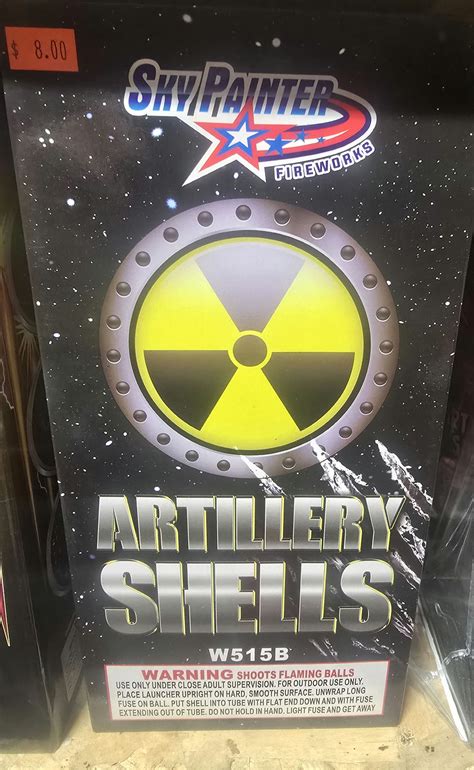 $ 8.00
SKY PAINTER
FIREWORKS
ARTILLERY
SHELLS
W515B
WARNING SHOOTS FLAMING BALLS
USE ONLY UNDER CLOSE ADULT SUPERVISION. FOR OUTDOOR USE ONLY.
PLACE LAUNCHER UPRIGHT ON HARD, SMOOTH SURFACE. UNWRAP LONG
FUSE ON BALL. PUT SHELL INTO TUBE WITH FLAT END DOWN AND WITH FUSE
EXTENDING OUT OF TUBE. DO NOT HOLD IN HAND. LIGHT FUSE AND GET AWAY